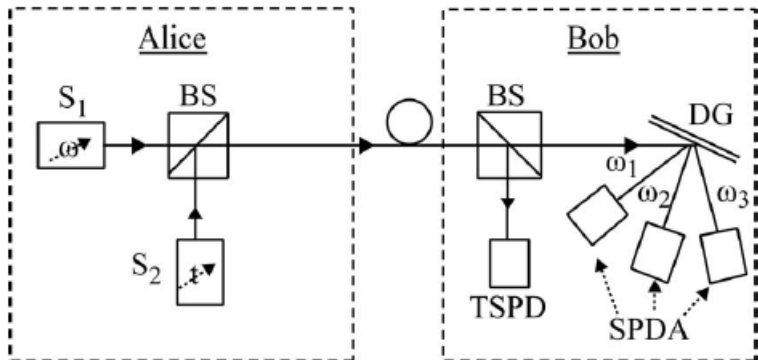 Alice
Bob
S1
BS
BS
DG
ω
ω1
ω2
ω3
S2
t
TSPD
SPDA